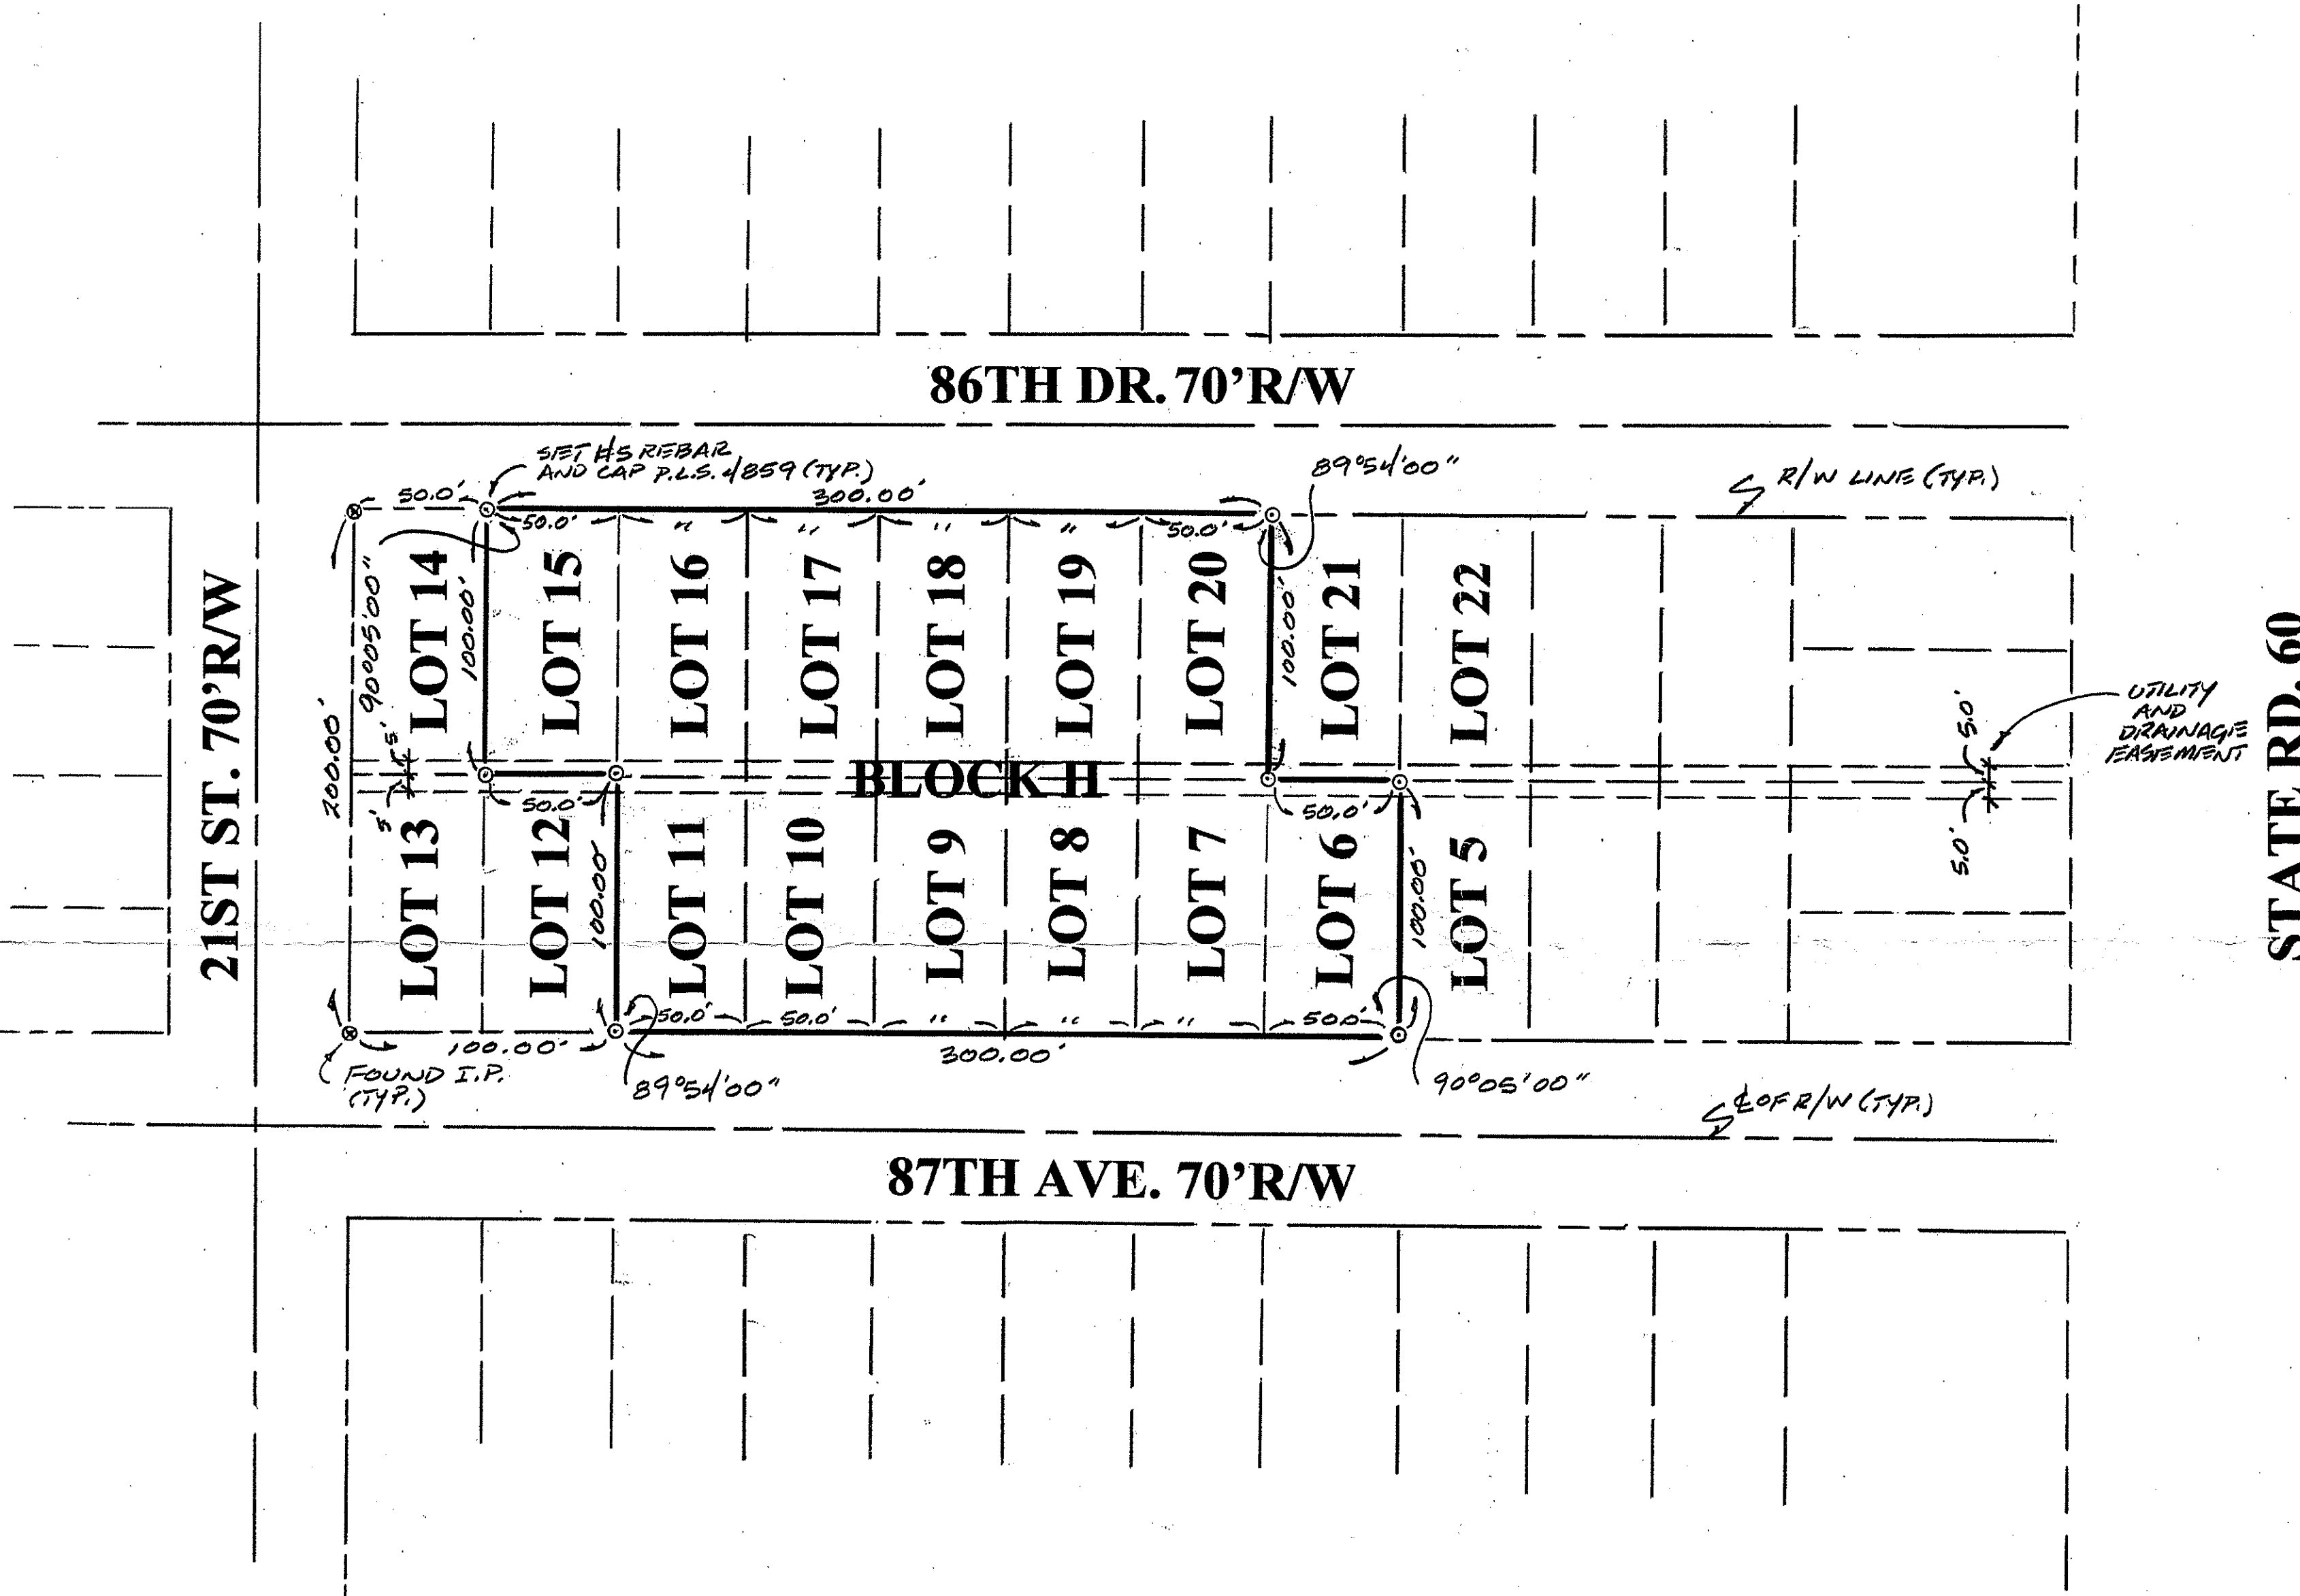 86TH DR. 70'R/W
SET #5 REBAR
AND CAP P.L.S. 4859 (TYP.)
89°54'00"
R/W LINE (TYP.)
50.0'
300.00'
50.0'
"
"
"
"
50.0'
90°05'00"
LOT 14
100.00'
LOT 15
LOT 16
LOT 17
LOT 18
LOT 19
LOT 20
100.00'
LOT 21
LOT 22
21ST ST. 70'R/W
200.00'
5'
5'
BLOCK H
50.0'
50.0'
5.0'
5.0'
UTILITY
AND
DRAINAGE
EASEMENT
STATE RD. 60
LOT 13
LOT 12
100.00'
LOT 11
LOT 10
LOT 9
LOT 8
LOT 7
LOT 6
100.00'
LOT 5
50.0'
50.0'
"
"
"
50.0'
100.00'
300.00'
FOUND I.P.
(TYP.)
89°54'00"
90°05'00"
℄ OF R/W (TYP.)
87TH AVE. 70'R/W